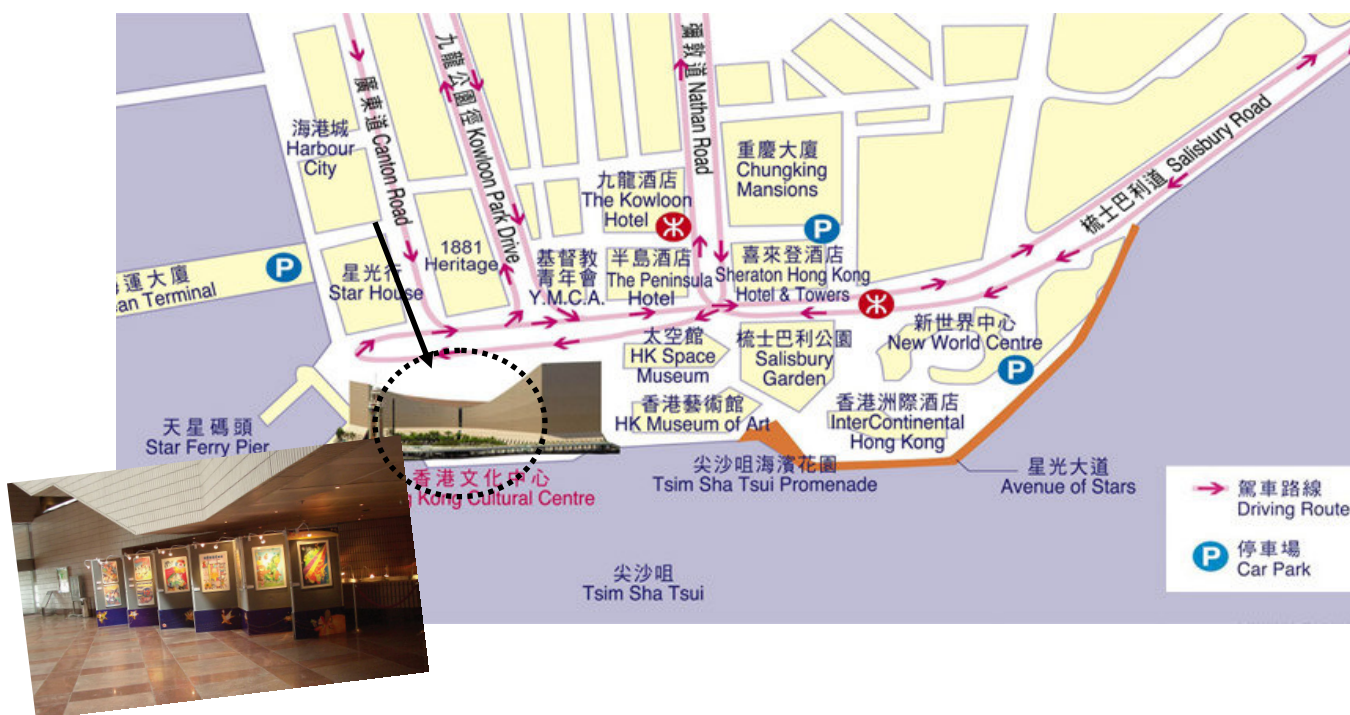 海港城
Harbour
City
廣東道 Canton Road
九龍公園徑 Kowloon Park Drive
彌敦道 Nathan Road
梳士巴利道 Salisbury Road
九龍酒店
The Kowloon
Hotel
重慶大廈
Chungking
Mansions
P
1881
Heritage
基督教
青年會
Y.M.C.A.
半島酒店
The Peninsula
Hotel
喜來登酒店
Sheraton Hong Kong
Hotel & Towers
運大廈
an Terminal
P
星光行
Star House
太空館
HK Space
Museum
梳士巴利公園
Salisbury
Garden
新世界中心
New World Centre
P
香港藝術館
HK Museum of Art
香港洲際酒店
InterContinental
Hong Kong
天星碼頭
Star Ferry Pier
香港文化中心
Kong Cultural Centre
尖沙咀海濱花園
Tsim Sha Tsui Promenade
星光大道
Avenue of Stars
尖沙咀
Tsim Sha Tsui
駕車路線
Driving Route
P
停車場
Car Park